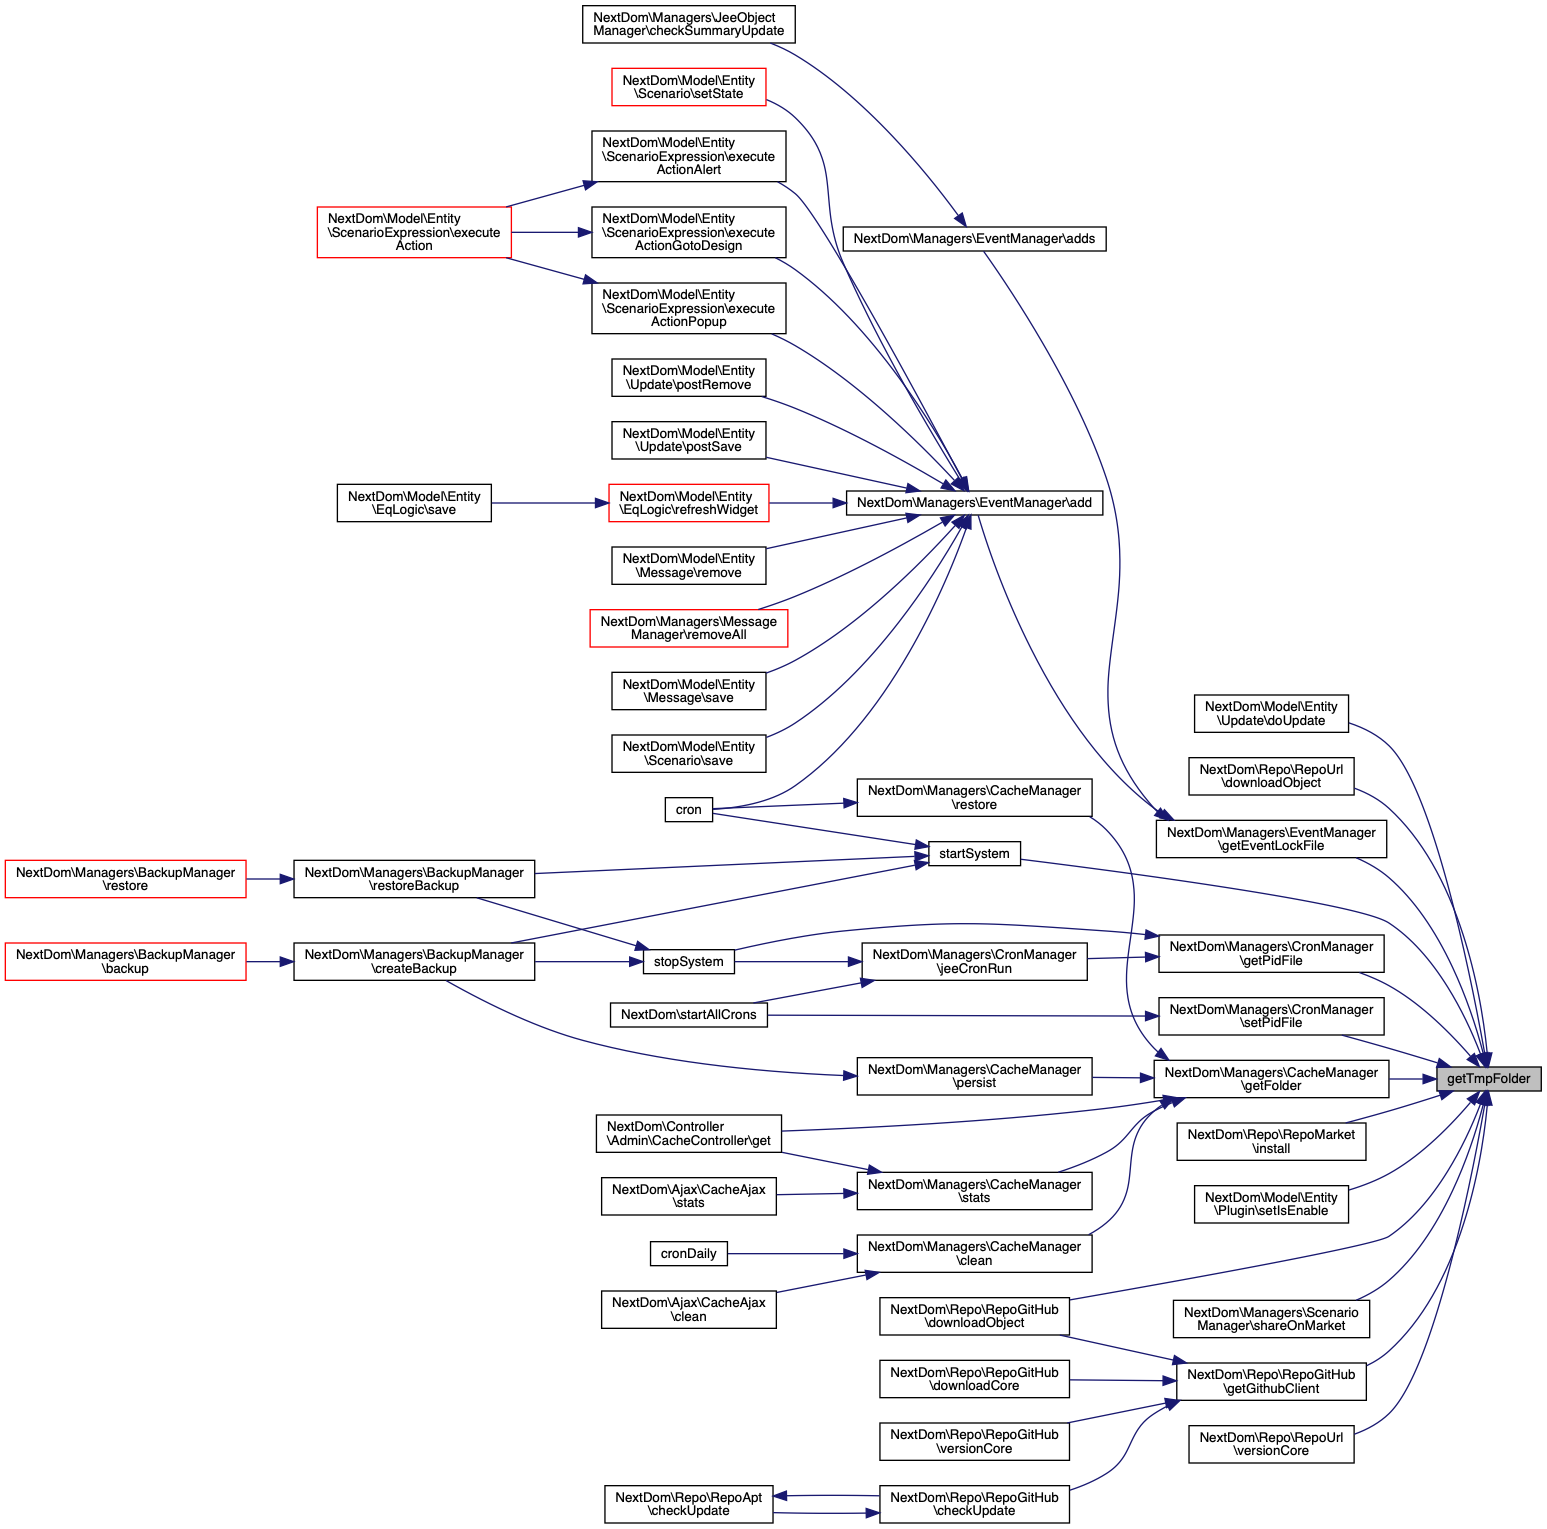 NextDom\Managers\JeeObject
Manager\checkSummaryUpdate
NextDom\Model\Entity
\Scenario\setState
NextDom\Model\Entity
\ScenarioExpression\execute
ActionAlert
NextDom\Model\Entity
\ScenarioExpression\execute
Action
NextDom\Model\Entity
\ScenarioExpression\execute
ActionGotoDesign
NextDom\Managers\EventManager\adds
NextDom\Model\Entity
\ScenarioExpression\execute
ActionPopup
NextDom\Model\Entity
\Update\postRemove
NextDom\Model\Entity
\Update\postSave
NextDom\Model\Entity
\EqLogic\save
NextDom\Model\Entity
\EqLogic\refreshWidget
NextDom\Managers\EventManager\add
NextDom\Model\Entity
\Message\remove
NextDom\Managers\Message
Manager\removeAll
NextDom\Model\Entity
\Message\save
NextDom\Model\Entity
\Update\doUpdate
NextDom\Model\Entity
\Scenario\save
NextDom\Repo\RepoUrl
\downloadObject
cron
NextDom\Managers\CacheManager
\restore
NextDom\Managers\EventManager
\getEventLockFile
startSystem
NextDom\Managers\BackupManager
\restore
NextDom\Managers\BackupManager
\restoreBackup
NextDom\Managers\BackupManager
\backup
NextDom\Managers\BackupManager
\createBackup
stopSystem
NextDom\Managers\CronManager
\jeeCronRun
NextDom\Managers\CronManager
\getPidFile
NextDom\startAllCrons
NextDom\Managers\CronManager
\setPidFile
NextDom\Managers\CacheManager
\persist
NextDom\Managers\CacheManager
\getFolder
getTmpFolder
NextDom\Controller
\Admin\CacheController\get
NextDom\Repo\RepoMarket
\install
NextDom\Ajax\CacheAjax
\stats
NextDom\Managers\CacheManager
\stats
NextDom\Model\Entity
\Plugin\setIsEnable
cronDaily
NextDom\Managers\CacheManager
\clean
NextDom\Ajax\CacheAjax
\clean
NextDom\Repo\RepoGitHub
\downloadObject
NextDom\Managers\Scenario
Manager\shareOnMarket
NextDom\Repo\RepoGitHub
\downloadCore
NextDom\Repo\RepoGitHub
\getGithubClient
NextDom\Repo\RepoGitHub
\versionCore
NextDom\Repo\RepoUrl
\versionCore
NextDom\Repo\RepoApt
\checkUpdate
NextDom\Repo\RepoGitHub
\checkUpdate